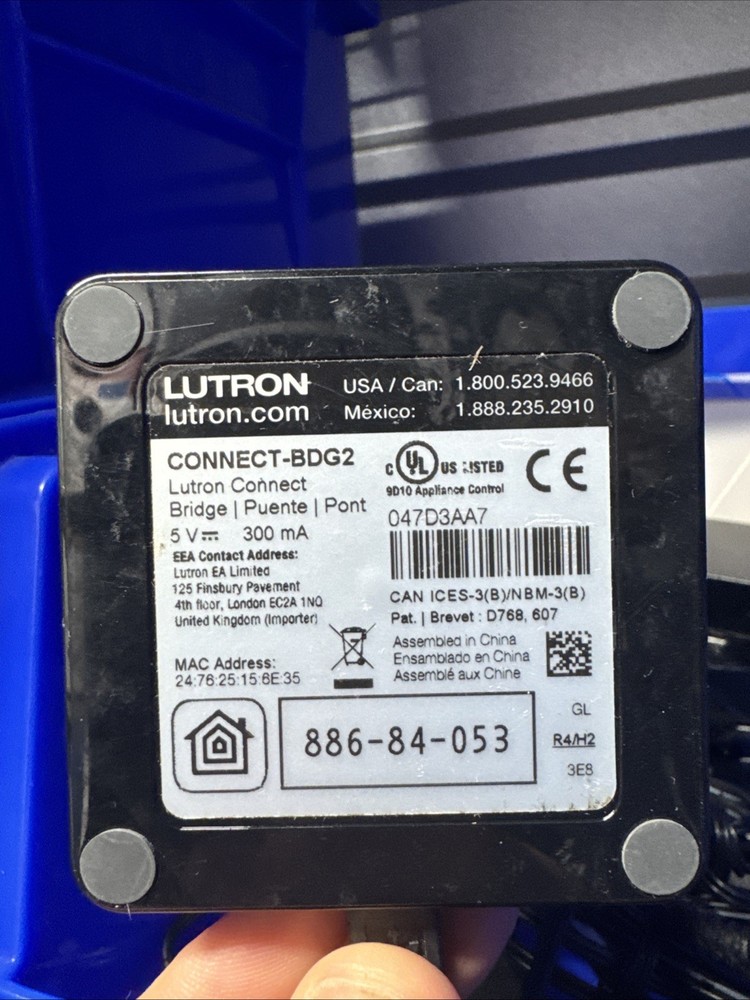 LUTRON
lutron.com
USA / Can: 1.800.523.9466
México: 1.888.235.2910
CONNECT-BDG2
Lutron Connect
Bridge | Puente | Pont
5 V⎓ 300 mA
EEA Contact Address:
Lutron EA Limited
125 Finsbury Pavement
4th floor, London EC2A 1NQ
United Kingdom (Importer)
MAC Address:
24:76:25:15:6E:35
C UL US LISTED
9D10 Appliance Control
CE
047D3AA7
CAN ICES-3(B)/NBM-3(B)
Pat. | Brevet : D768, 607
Assembled in China
Ensamblado en China
Assemblé aux Chine
886-84-053
GL
R4/H2
3E8